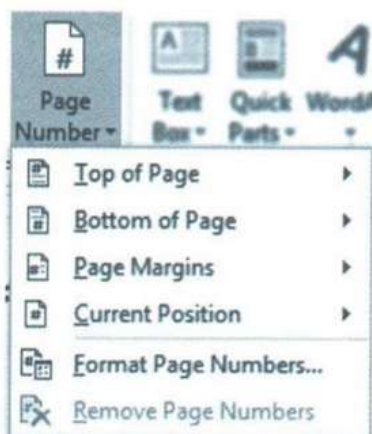 Page Number
Text Box
Quick Parts
WordA
Top of Page
Bottom of Page
Page Margins
Current Position
Format Page Numbers...
Remove Page Numbers